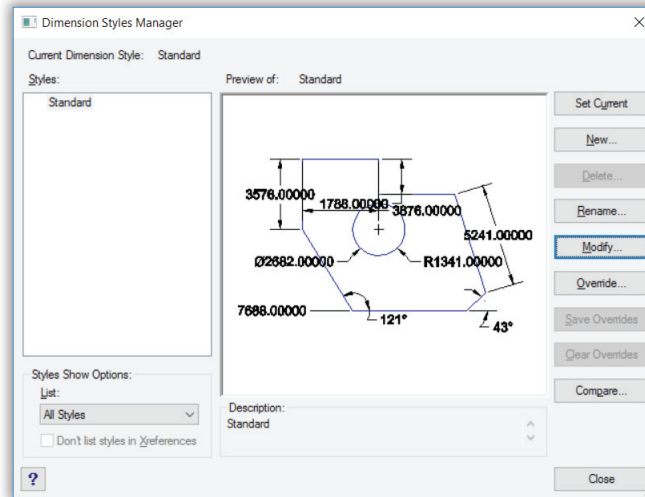 Dimension Styles Manager
Current Dimension Style: Standard
Styles:
Standard
Preview of: Standard
3576.00000
1788.00000
3876.00000
5241.00000
Ø2682.00000
R1341.00000
7688.00000
121°
43°
Description:
Standard
Styles Show Options:
List:
All Styles
Don't list styles in Xreferences
?
Set Current
New...
Delete...
Rename...
Modify...
Override...
Save Overrides
Clear Overrides
Compare...
Close